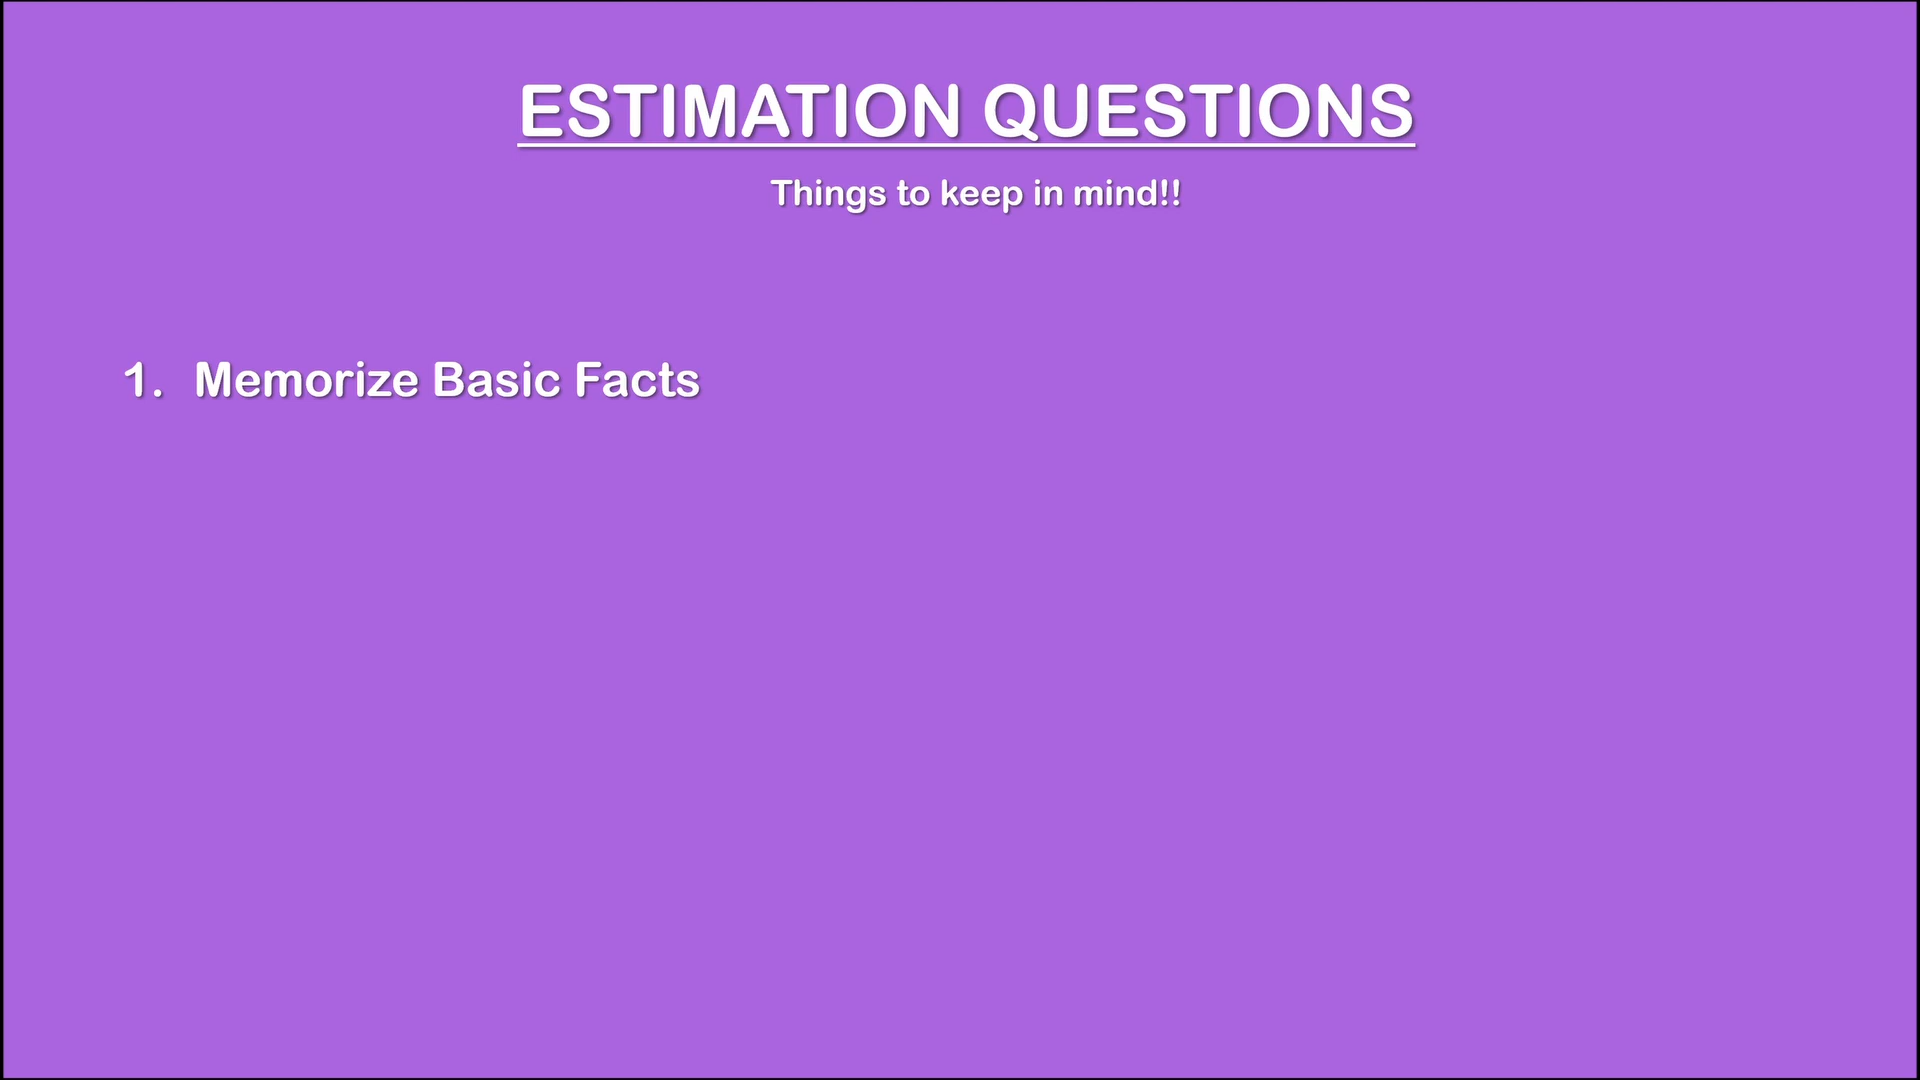 ESTIMATION QUESTIONS
Things to keep in mind!!
1. Memorize Basic Facts